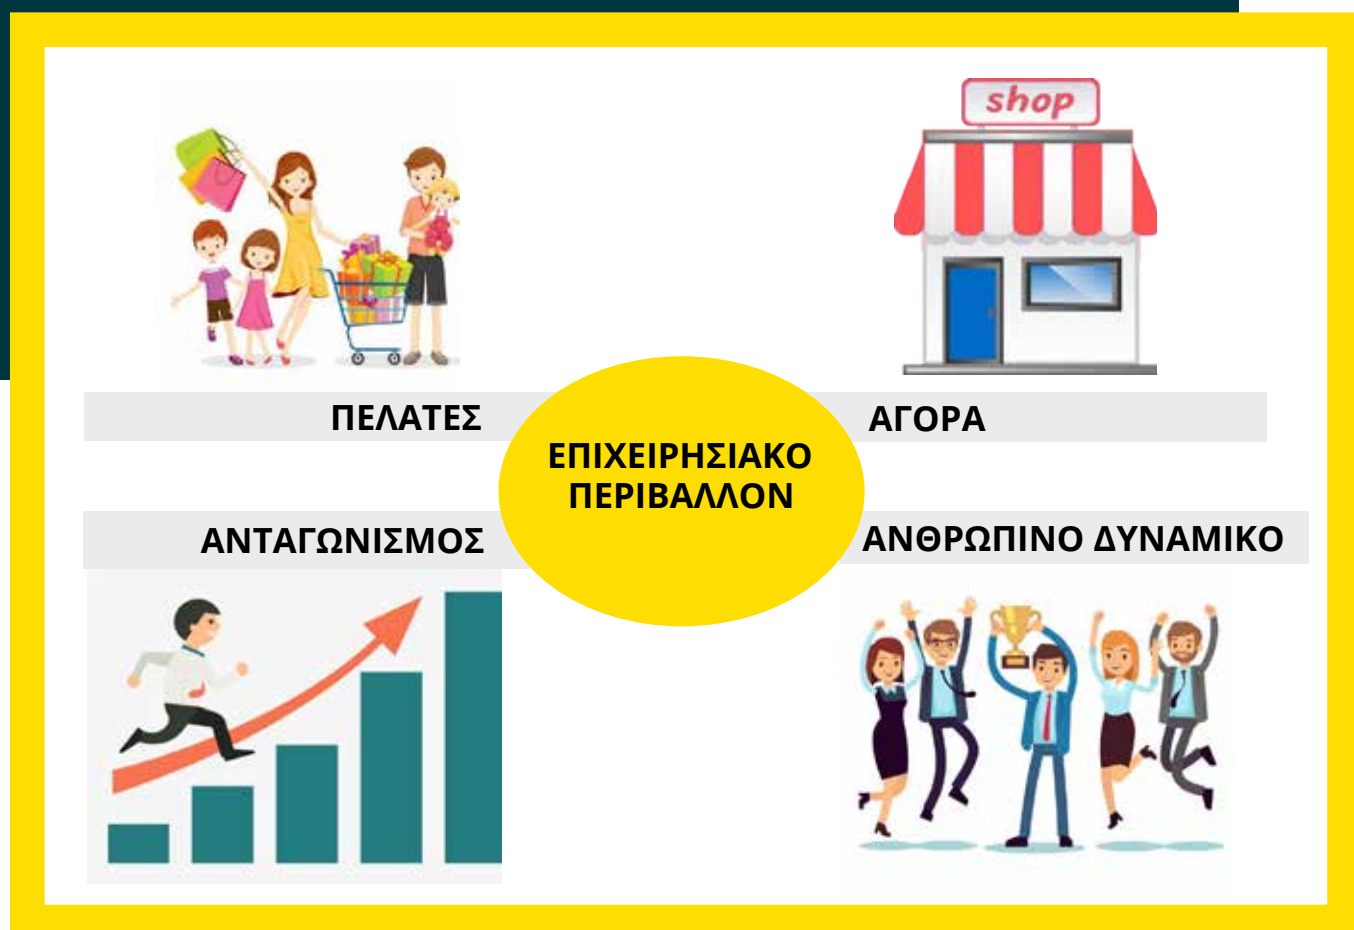 shop
ΠΕΛΑΤΕΣ
ΑΓΟΡΑ
ΕΠΙΧΕΙΡΗΣΙΑΚΟ
ΠΕΡΙΒΑΛΛΟΝ
ΑΝΤΑΓΩΝΙΣΜΟΣ
ΑΝΘΡΩΠΙΝΟ ΔΥΝΑΜΙΚΟ